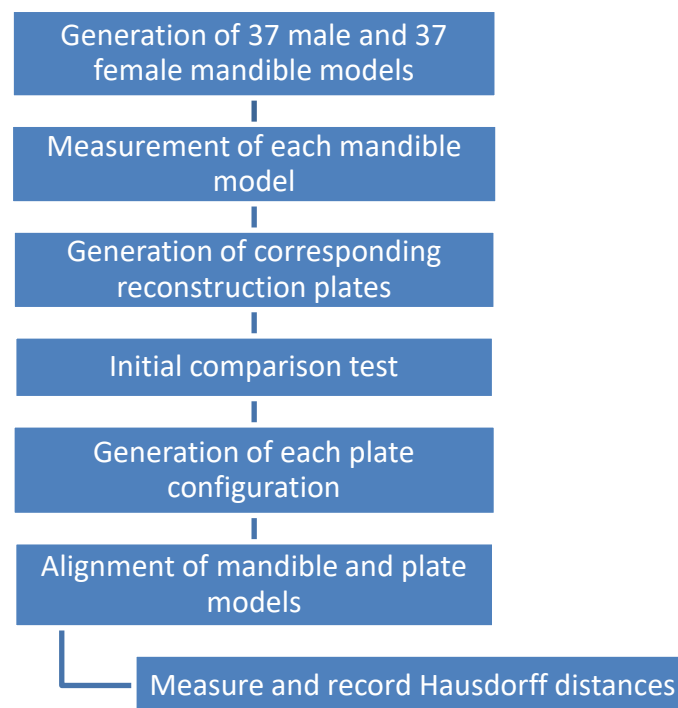 Generation of 37 male and 37
female mandible models
Measurement of each mandible
model
Generation of corresponding
reconstruction plates
Initial comparison test
Generation of each plate
configuration
Alignment of mandible and plate
models
Measure and record Hausdorff distances